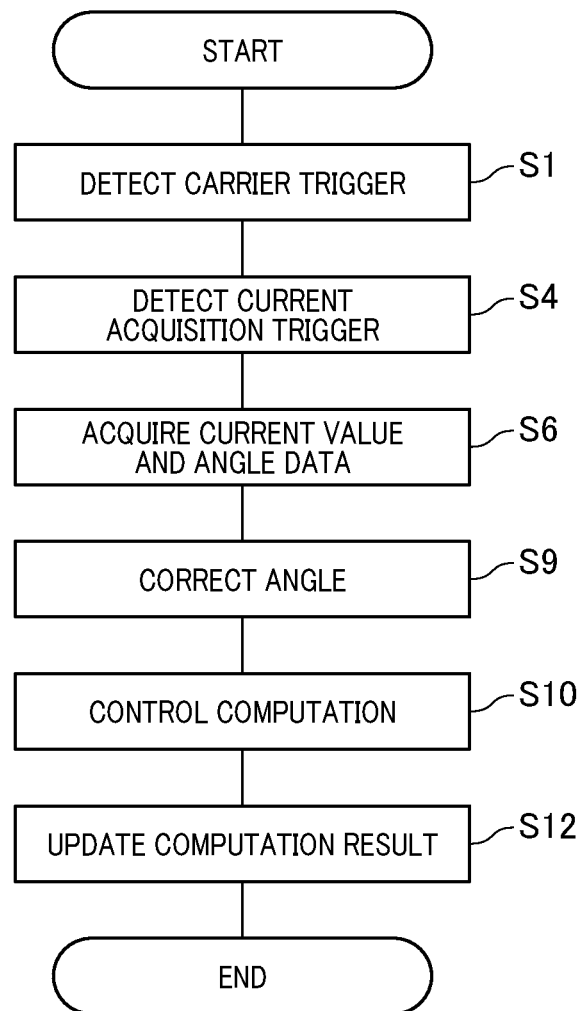 START
DETECT CARRIER TRIGGER
S1
DETECT CURRENT
ACQUISITION TRIGGER
S4
ACQUIRE CURRENT VALUE
AND ANGLE DATA
S6
CORRECT ANGLE
S9
CONTROL COMPUTATION
S10
UPDATE COMPUTATION RESULT
S12
END